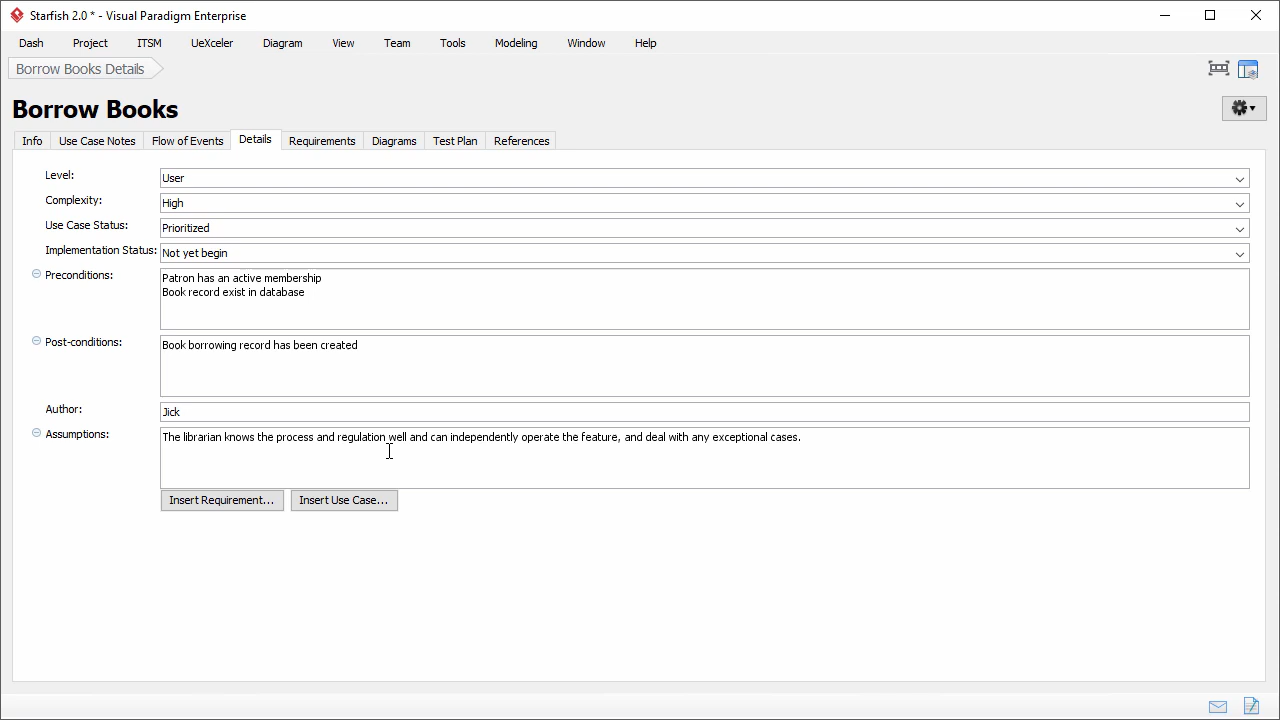 Starfish 2.0 * - Visual Paradigm Enterprise
Dash Project ITSM UeXceler Diagram View Team Tools Modeling Window Help
Borrow Books Details
Borrow Books
Info Use Case Notes Flow of Events Details Requirements Diagrams Test Plan References
Level: User
Complexity: High
Use Case Status: Prioritized
Implementation Status: Not yet begin
Preconditions: Patron has an active membership
Book record exist in database
Post-conditions: Book borrowing record has been created
Author: Jick
Assumptions: The librarian knows the process and regulation well and can independently operate the feature, and deal with any exceptional cases.
Insert Requirement... Insert Use Case...